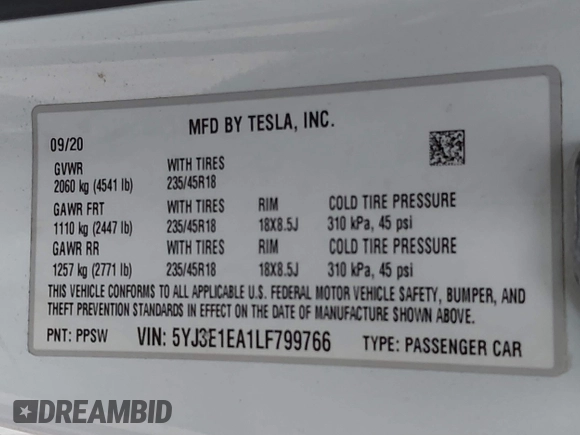 MFD BY TESLA, INC.
09/20
GVWR WITH TIRES
2060 kg (4541 lb) 235/45R18
GAWR FRT WITH TIRES RIM COLD TIRE PRESSURE
1110 kg (2447 lb) 235/45R18 18X8.5J 310 kPa, 45 psi
GAWR RR WITH TIRES RIM COLD TIRE PRESSURE
1257 kg (2771 lb) 235/45R18 18X8.5J 310 kPa, 45 psi
THIS VEHICLE CONFORMS TO ALL APPLICABLE U.S. FEDERAL MOTOR VEHICLE SAFETY, BUMPER, AND
THEFT PREVENTION STANDARDS IN EFFECT ON THE DATE OF MANUFACTURE SHOWN ABOVE.
PNT: PPSW VIN: 5YJ3E1EA1LF799766 TYPE: PASSENGER CAR
DREAMBID